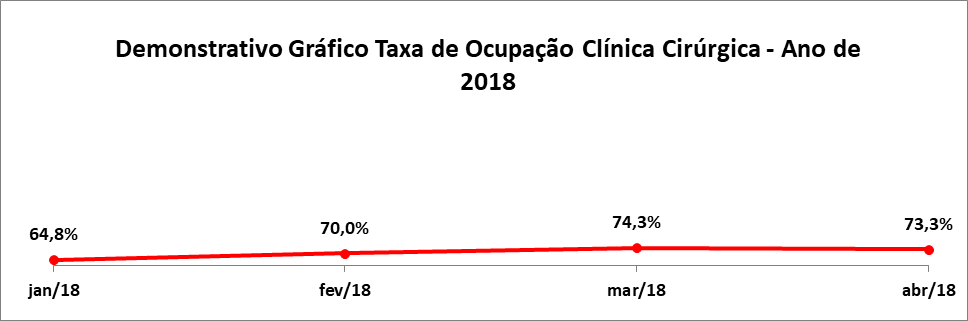 Demonstrativo Gráfico Taxa de Ocupação Clínica Cirúrgica - Ano de
2018
64,8%
70,0%
74,3%
73,3%
jan/18
fev/18
mar/18
abr/18